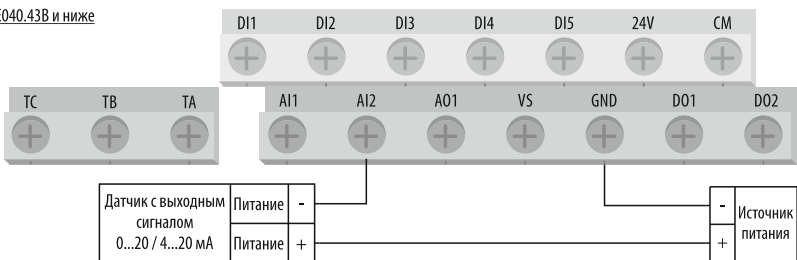 E040.43В и ниже
DI1 DI2 DI3 DI4 DI5 24V CM
TC TB TA AI1 AI2 AO1 VS GND DO1 DO2
Датчик с выходным сигналом 0...20 / 4...20 мА
Питание -
Питание +
- Источник питания
+